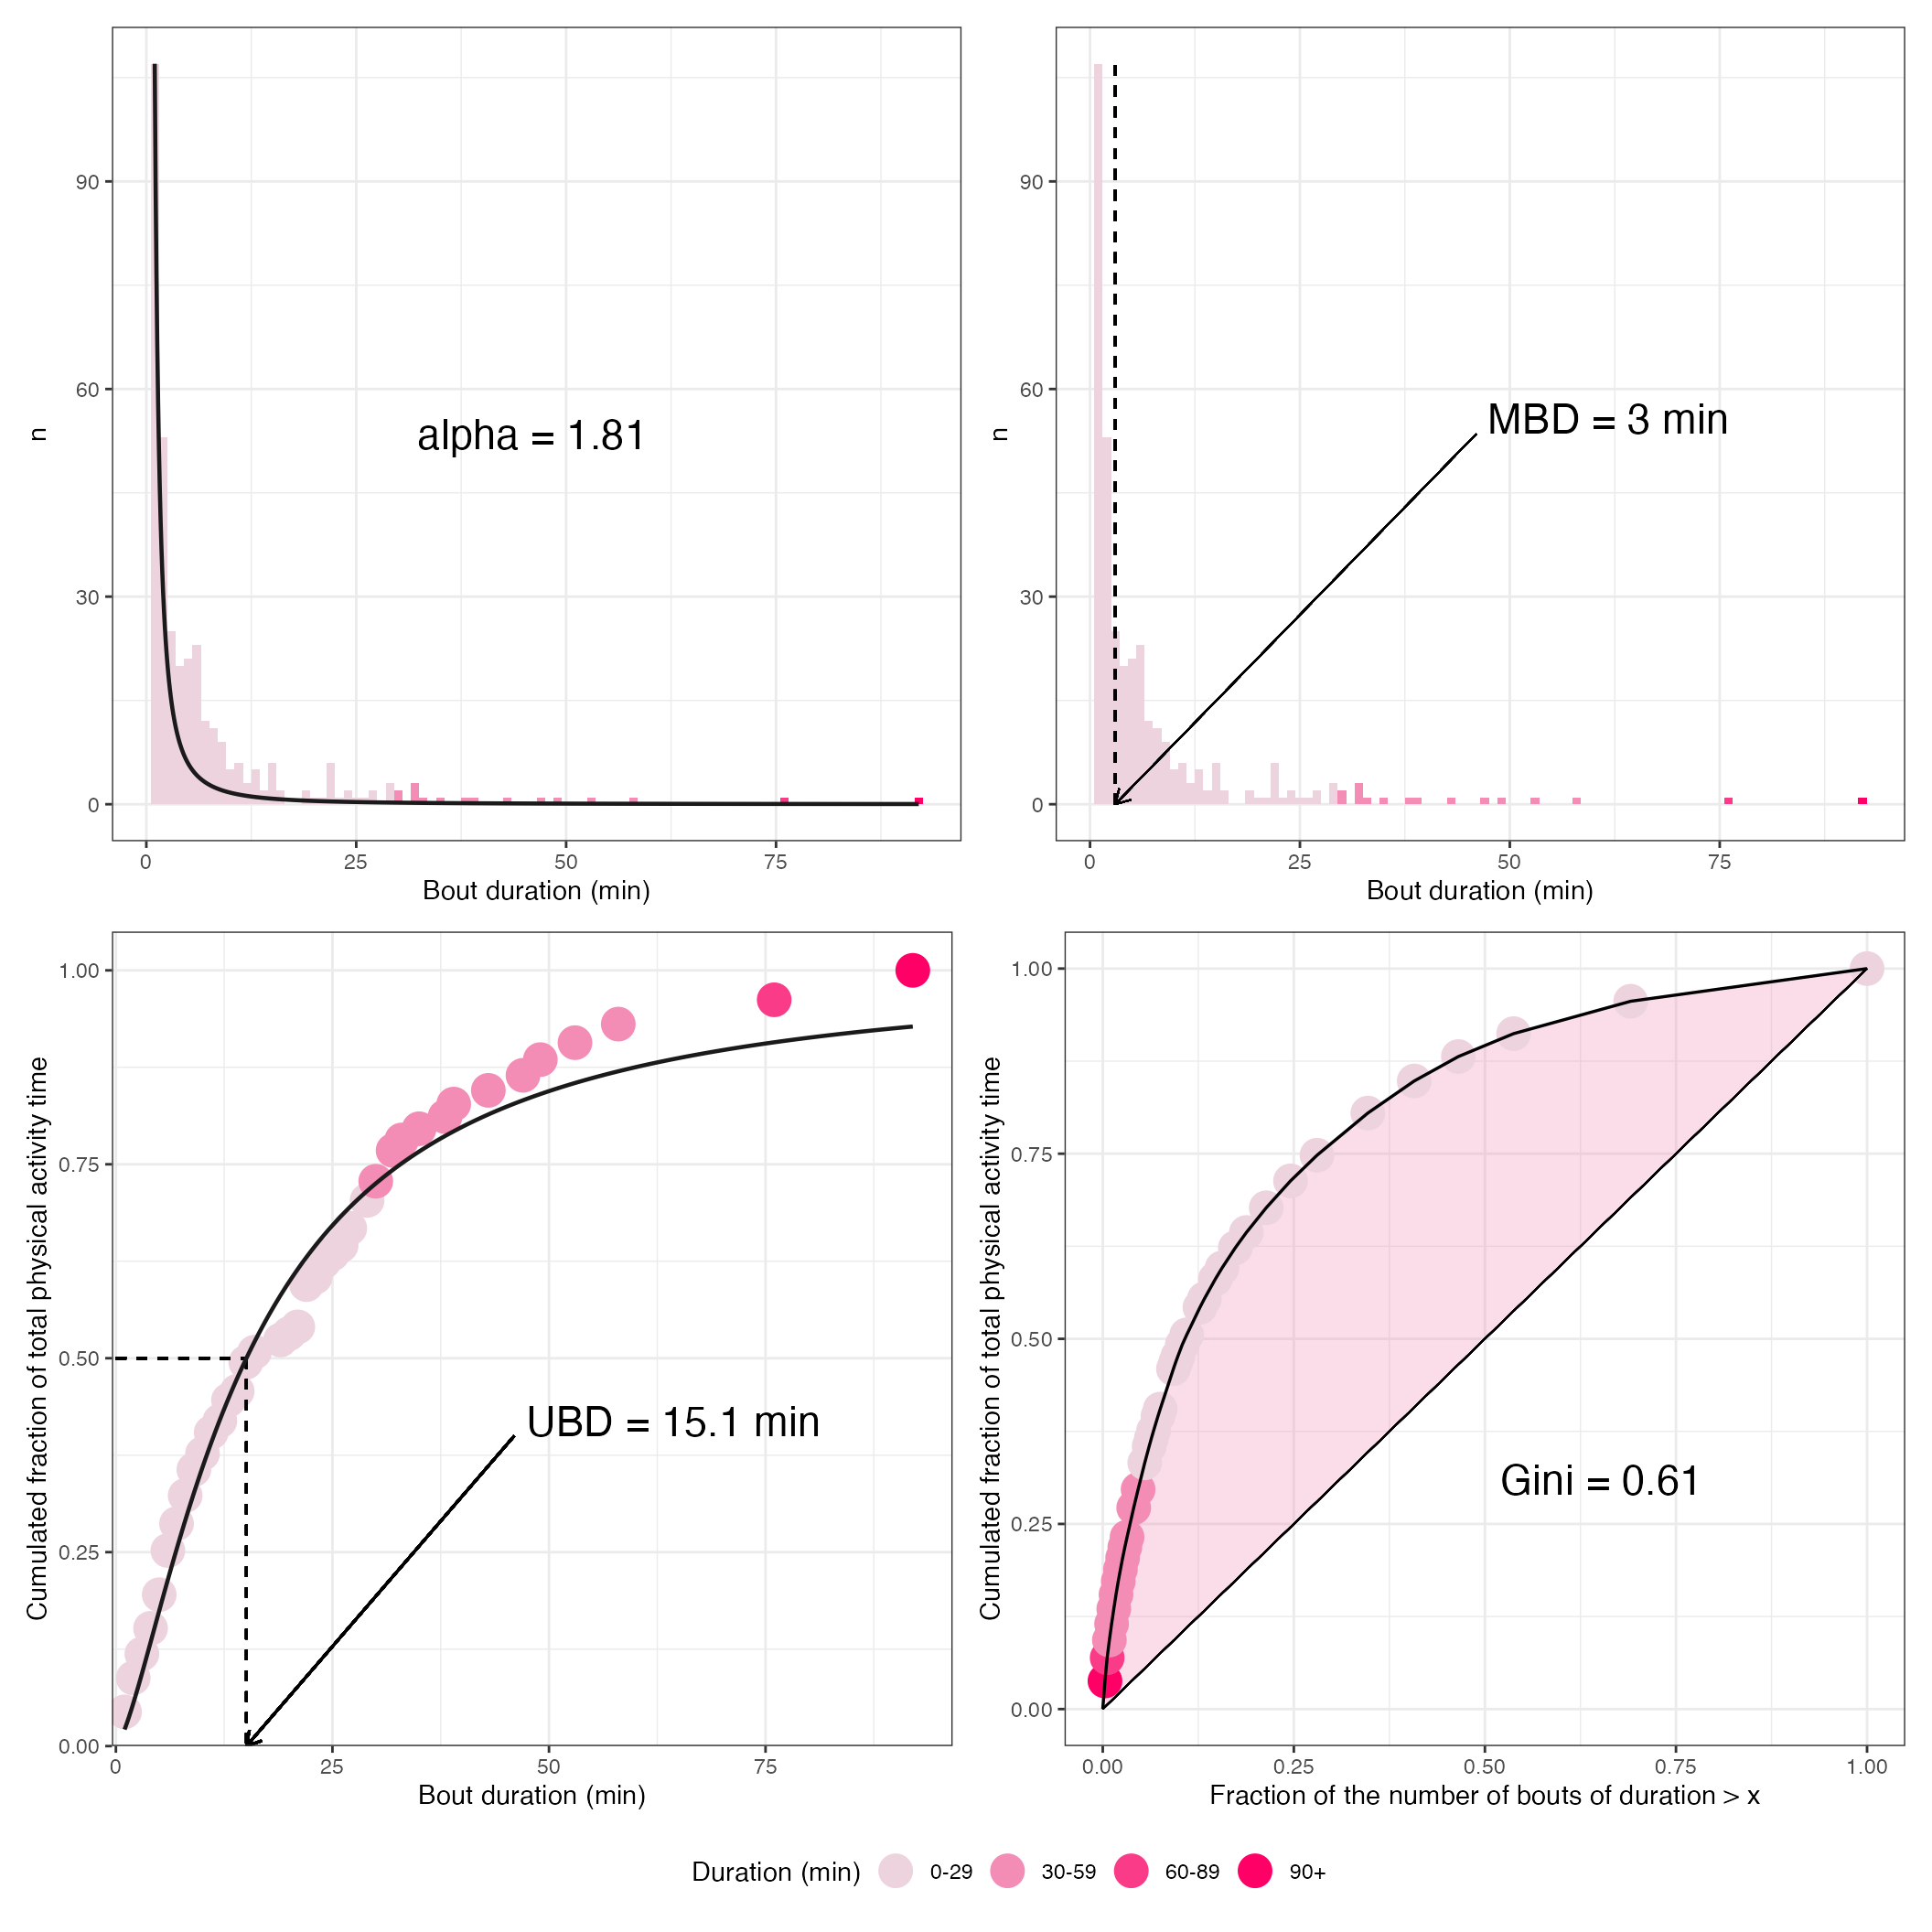 n
90
60
30
0
alpha = 1.81
0
25
50
75
Bout duration (min)
n
90
60
30
0
MBD = 3 min
0
25
50
75
Bout duration (min)
Cumulated fraction of total physical activity time
1.00
0.75
0.50
0.25
0.00
UBD = 15.1 min
0
25
50
75
Bout duration (min)
Cumulated fraction of total physical activity time
1.00
0.75
0.50
0.25
0.00
Gini = 0.61
0.00
0.25
0.50
0.75
1.00
Fraction of the number of bouts of duration > x
Duration (min) 0-29 30-59 60-89 90+